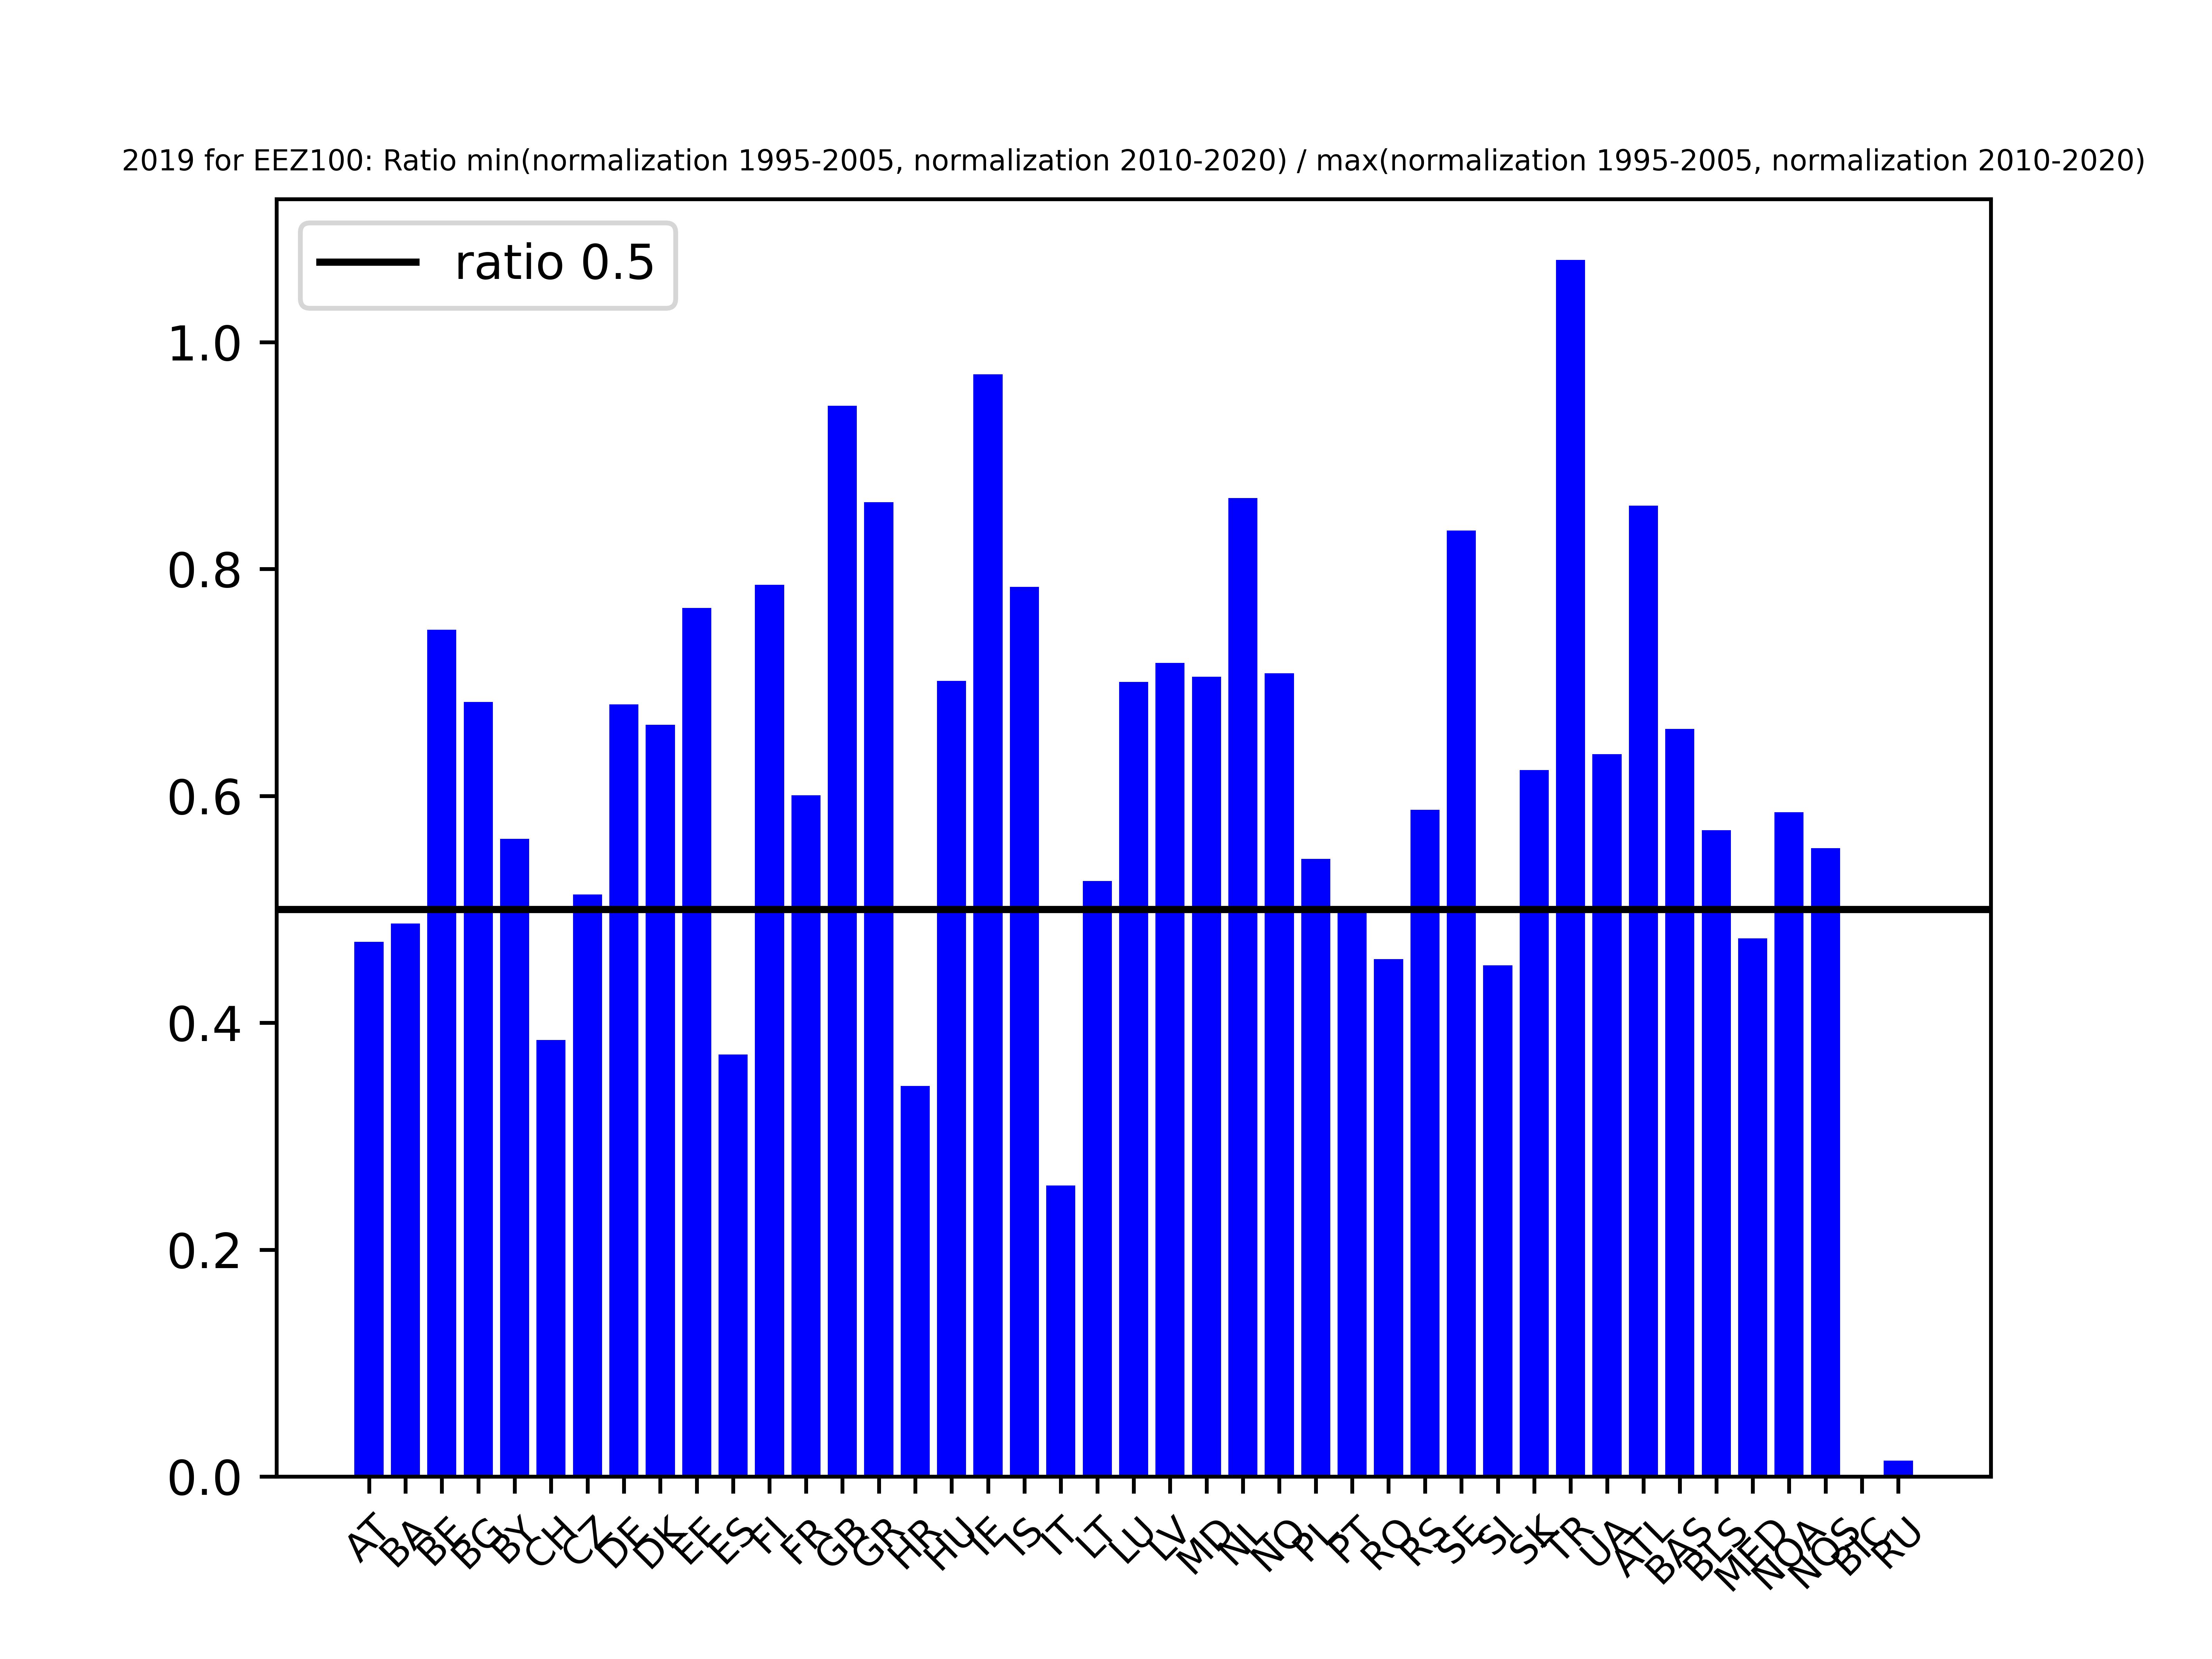 2019 for EEZ100: Ratio min(normalization 1995-2005, normalization 2010-2020) / max(normalization 1995-2005, normalization 2010-2020)
ratio 0.5
1.0
0.8
0.6
0.4
0.2
0.0
AT BA BE BG BY CH CZ DE DK EE ES FI FR GB GR HR HU IE IS IT LT LU LV MD NL NO PL PT RO RS SE SI SK TR UA ATL BAS BLS MED NOA NOS BIC RU